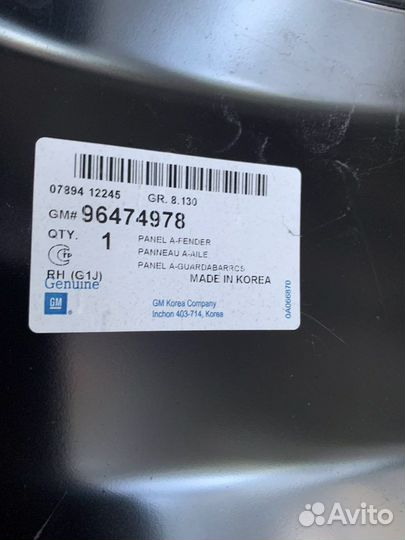 07894 12245 GR. 8.130
GM# 96474978
QTY. 1 PANEL A-FENDER
PANNEAU A-AILE
PANEL A-GUARDABARROS
RH (G1J) MADE IN KOREA
Genuine
GM
GM Korea Company
Inchon 403-714, Korea
0A066870
Avito